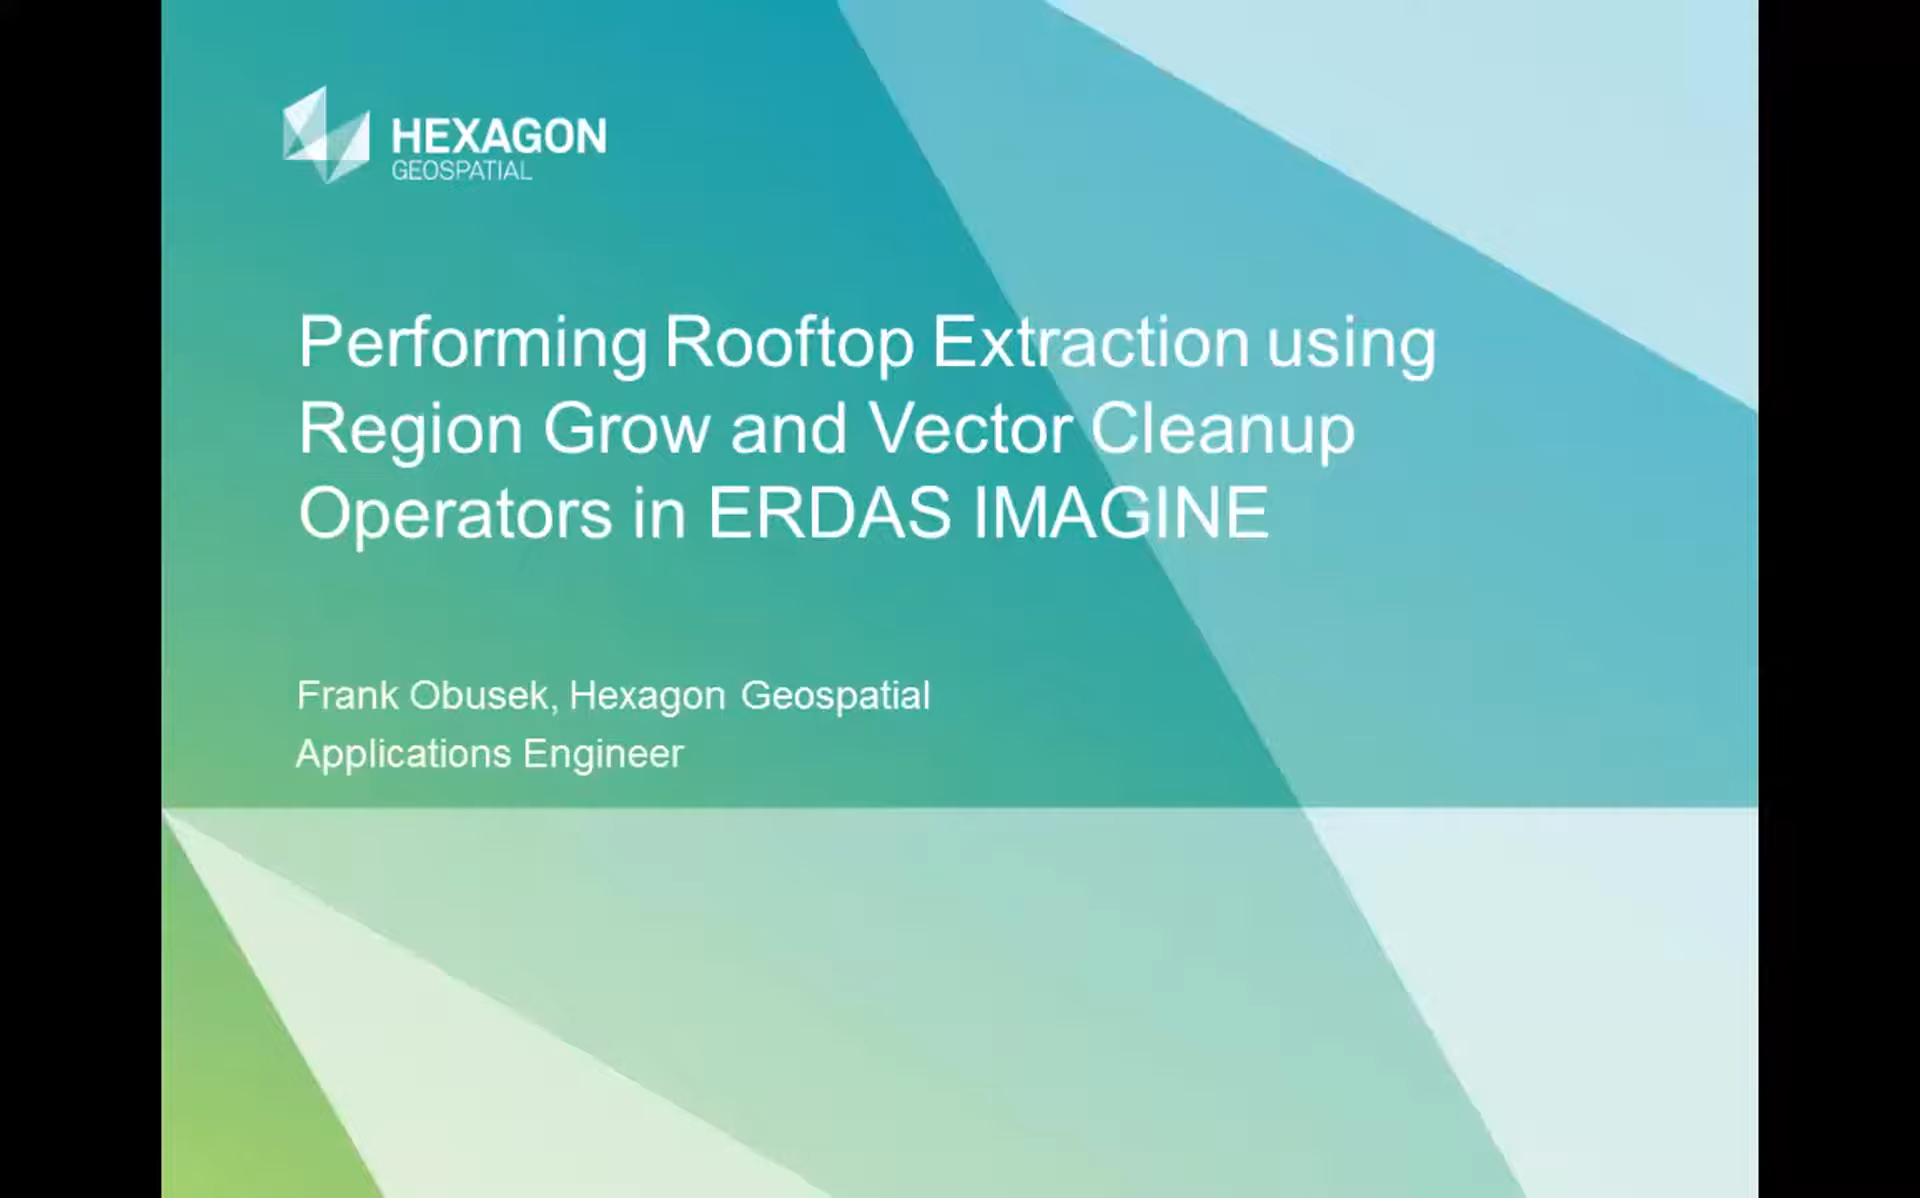 HEXAGON
GEOSPATIAL
Performing Rooftop Extraction using
Region Grow and Vector Cleanup
Operators in ERDAS IMAGINE
Frank Obusek, Hexagon Geospatial
Applications Engineer